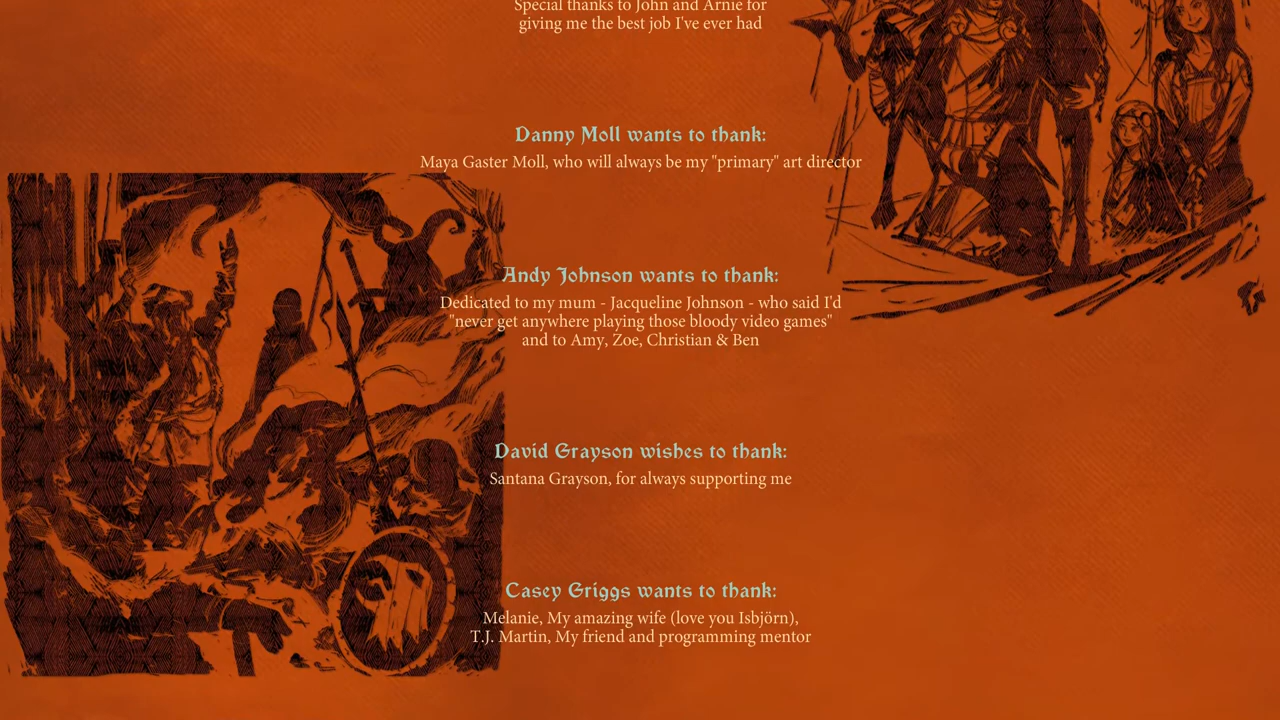 Special thanks to John and Arnie for
giving me the best job I've ever had
Danny Moll wants to thank:
Maya Gaster Moll, who will always be my "primary" art director
Andy Johnson wants to thank:
Dedicated to my mum - Jacqueline Johnson - who said I'd
"never get anywhere playing those bloody video games"
and to Amy, Zoe, Christian & Ben
David Grayson wishes to thank:
Santana Grayson, for always supporting me
Casey Griggs wants to thank:
Melanie, My amazing wife (love you Isbjörn),
T.J. Martin, My friend and programming mentor